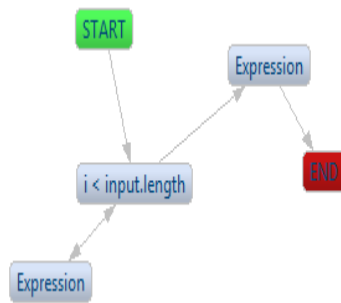 START
Expression
END
i < input.length
Expression